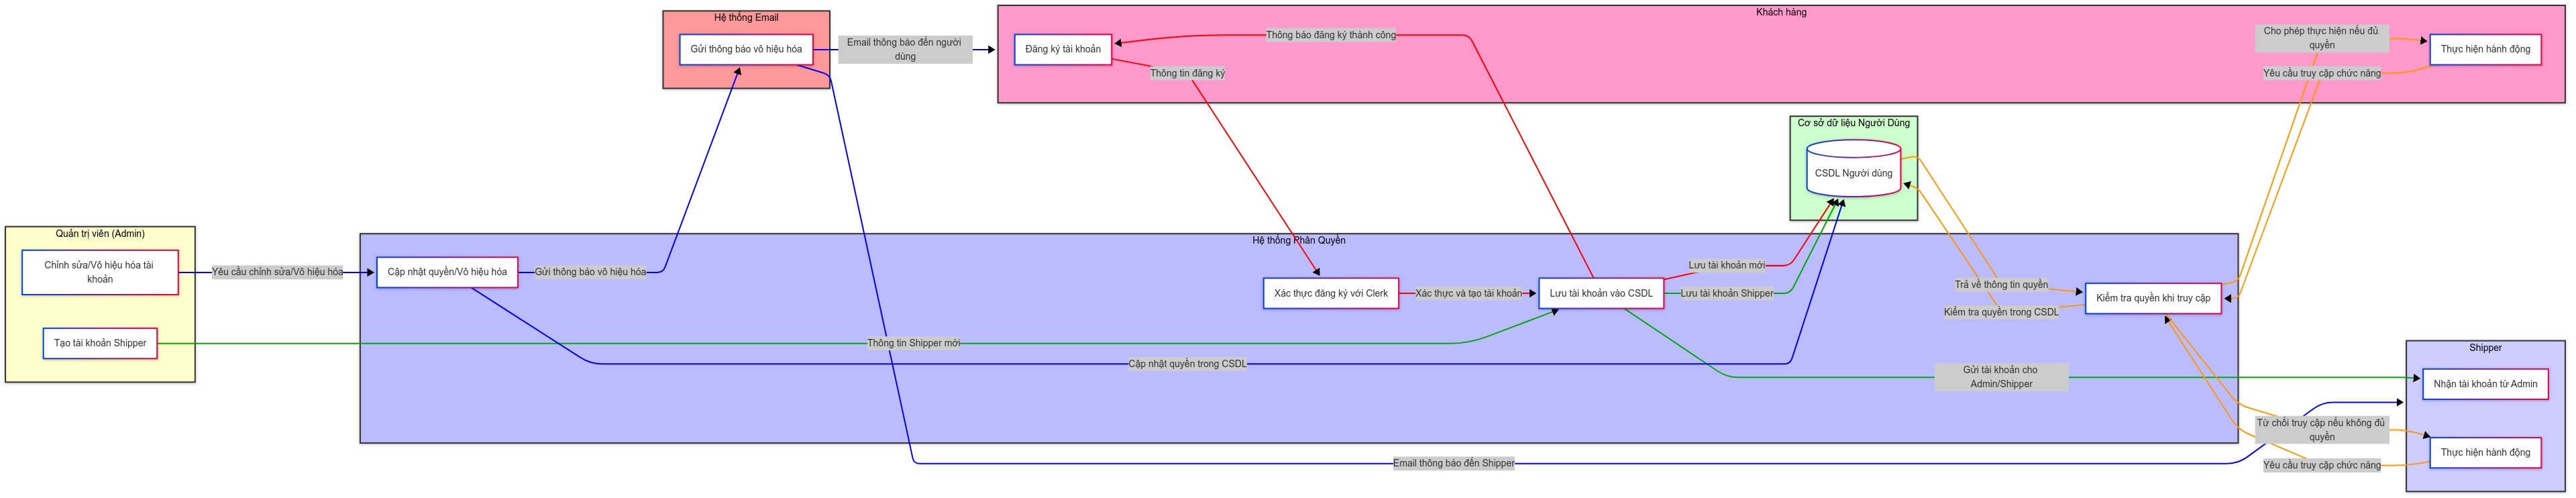 Hệ thống Email
Gửi thông báo vô hiệu hóa
Email thông báo đến người
dùng
Khách hàng
Đăng ký tài khoản
Thông báo đăng ký thành công
Thông tin đăng ký
Cho phép thực hiện nếu đủ
quyền
Yêu cầu truy cập chức năng
Thực hiện hành động
Cơ sở dữ liệu Người Dùng
CSDL Người dùng
Quản trị viên (Admin)
Chỉnh sửa/Vô hiệu hóa tài
khoản
Tạo tài khoản Shipper
Yêu cầu chỉnh sửa/Vô hiệu hóa
Hệ thống Phân Quyền
Cập nhật quyền/Vô hiệu hóa
Gửi thông báo vô hiệu hóa
Xác thực đăng ký với Clerk
Xác thực và tạo tài khoản
Lưu tài khoản vào CSDL
Lưu tài khoản mới
Lưu tài khoản Shipper
Trả về thông tin quyền
Kiểm tra quyền trong CSDL
Kiểm tra quyền khi truy cập
Thông tin Shipper mới
Cập nhật quyền trong CSDL
Gửi tài khoản cho
Admin/Shipper
Shipper
Nhận tài khoản từ Admin
Từ chối truy cập nếu không đủ
quyền
Thực hiện hành động
Email thông báo đến Shipper
Yêu cầu truy cập chức năng